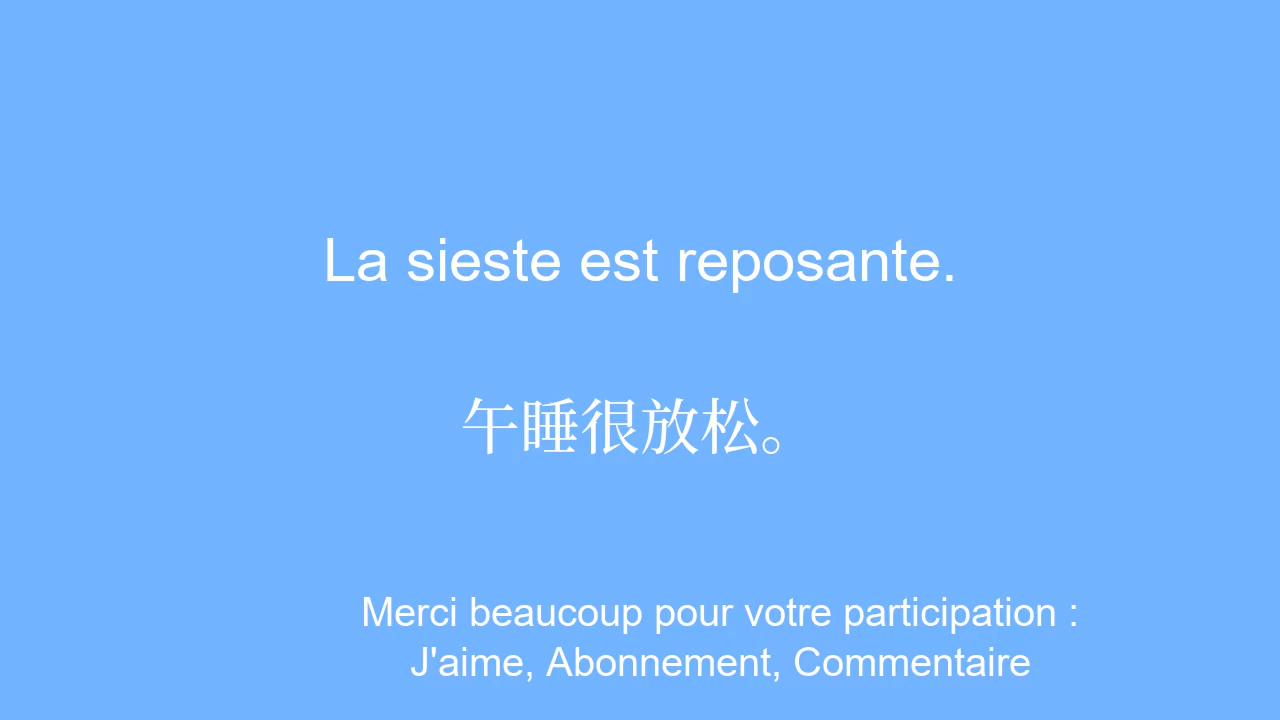 La sieste est reposante.
午睡很放松。
Merci beaucoup pour votre participation :
J'aime, Abonnement, Commentaire